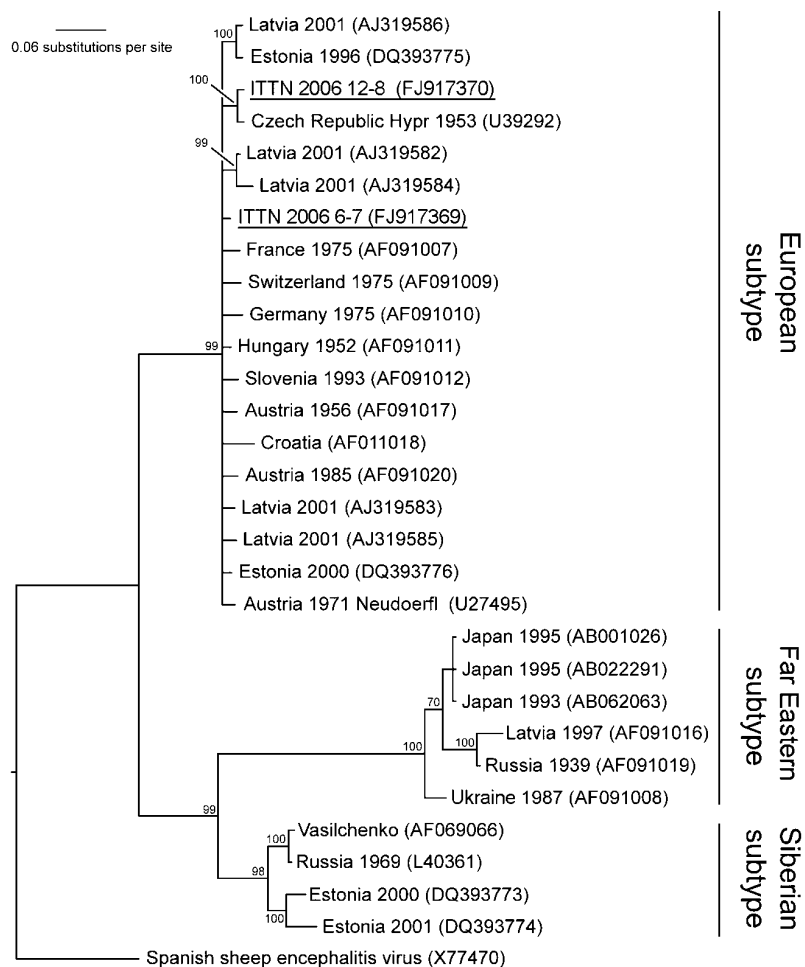 0.06 substitutions per site
100
Latvia 2001 (AJ319586)
Estonia 1996 (DQ393775)
100
ITTN 2006 12-8 (FJ917370)
Czech Republic Hypr 1953 (U39292)
99
Latvia 2001 (AJ319582)
Latvia 2001 (AJ319584)
ITTN 2006 6-7 (FJ917369)
France 1975 (AF091007)
Switzerland 1975 (AF091009)
Germany 1975 (AF091010)
99
Hungary 1952 (AF091011)
Slovenia 1993 (AF091012)
Austria 1956 (AF091017)
Croatia (AF011018)
Austria 1985 (AF091020)
Latvia 2001 (AJ319583)
Latvia 2001 (AJ319585)
Estonia 2000 (DQ393776)
Austria 1971 Neudoerfl (U27495)
European
subtype
Japan 1995 (AB001026)
Japan 1995 (AB022291)
70
Japan 1993 (AB062063)
100
Latvia 1997 (AF091016)
100
Russia 1939 (AF091019)
Ukraine 1987 (AF091008)
Far Eastern
subtype
99
100
Vasilchenko (AF069066)
Russia 1969 (L40361)
98
Estonia 2000 (DQ393773)
100
Estonia 2001 (DQ393774)
Siberian
subtype
Spanish sheep encephalitis virus (X77470)